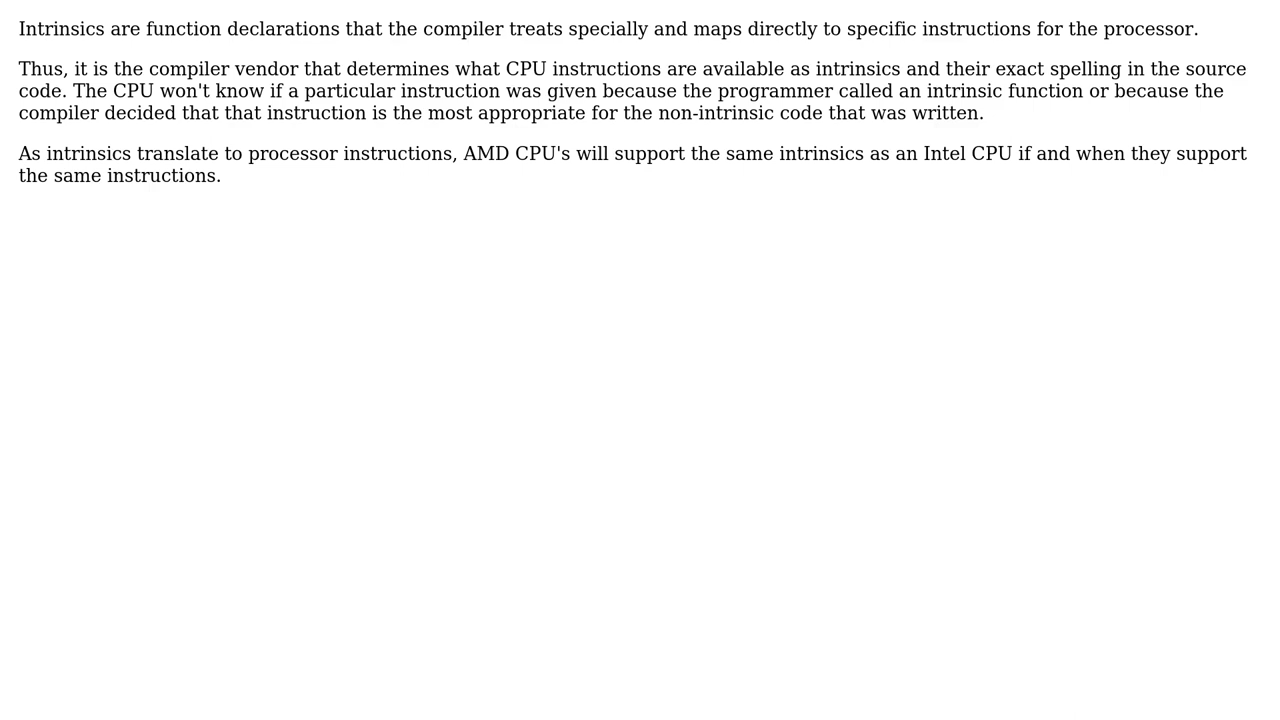 Intrinsics are function declarations that the compiler treats specially and maps directly to specific instructions for the processor.
Thus, it is the compiler vendor that determines what CPU instructions are available as intrinsics and their exact spelling in the source
code. The CPU won't know if a particular instruction was given because the programmer called an intrinsic function or because the
compiler decided that that instruction is the most appropriate for the non-intrinsic code that was written.
As intrinsics translate to processor instructions, AMD CPU's will support the same intrinsics as an Intel CPU if and when they support
the same instructions.